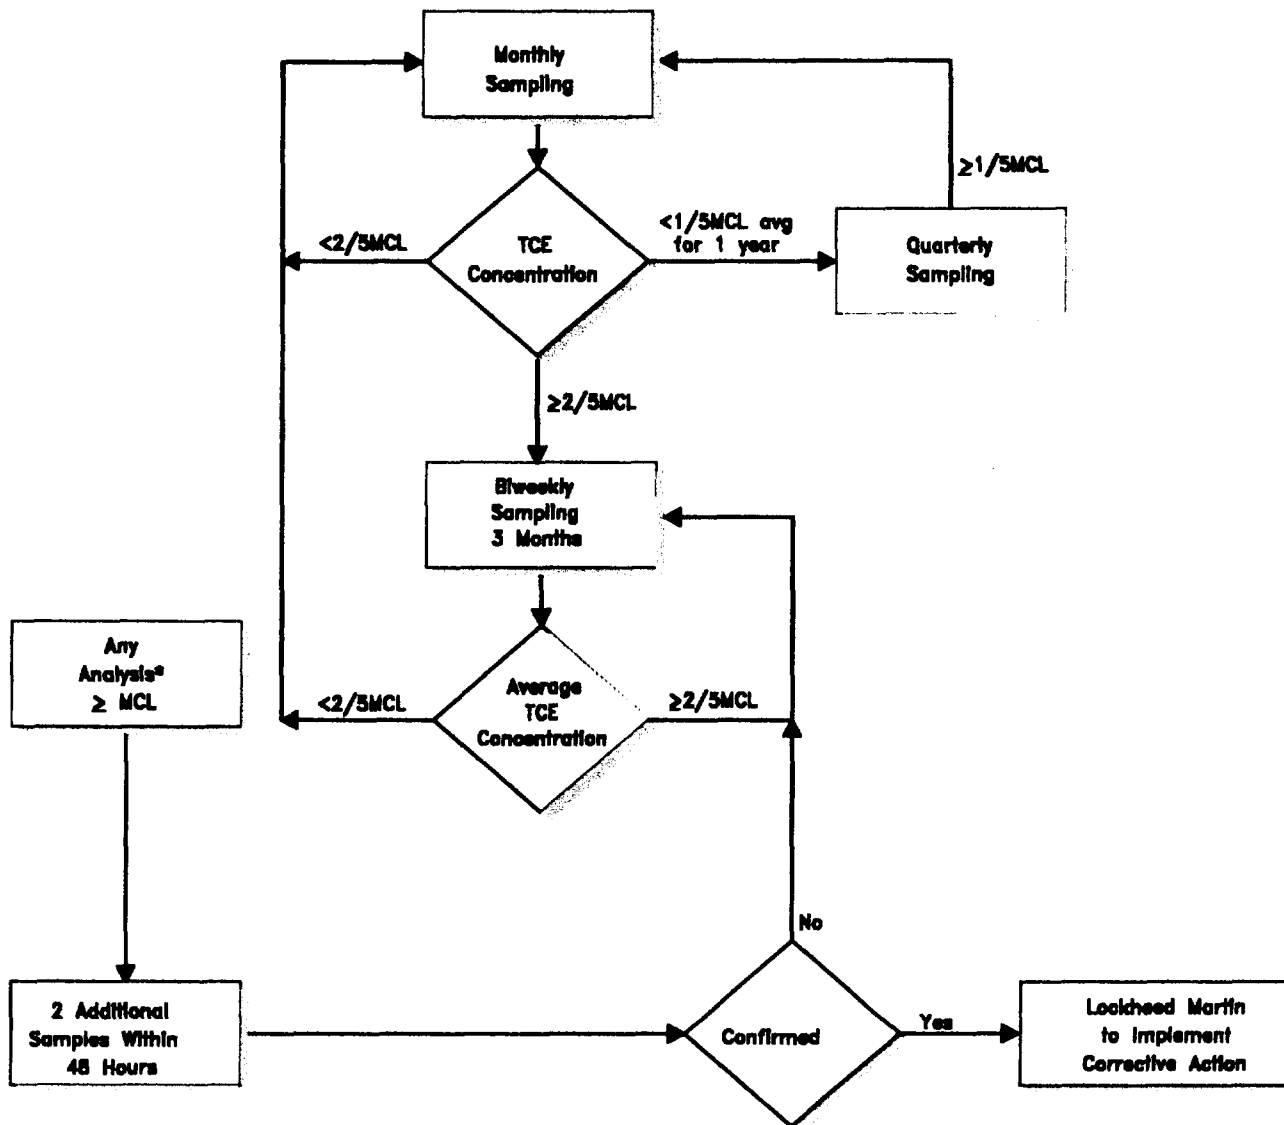 Monthly
Sampling
≥1/5MCL
<2/5MCL
TCE
Concentration
<1/5MCL avg
for 1 year
Quarterly
Sampling
≥2/5MCL
Biweekly
Sampling
3 Months
Any
Analysis*
≥ MCL
<2/5MCL
Average
TCE
Concentration
≥2/5MCL
No
2 Additional
Samples Within
48 Hours
Confirmed
Yes
Lockheed Martin
to Implement
Corrective Action